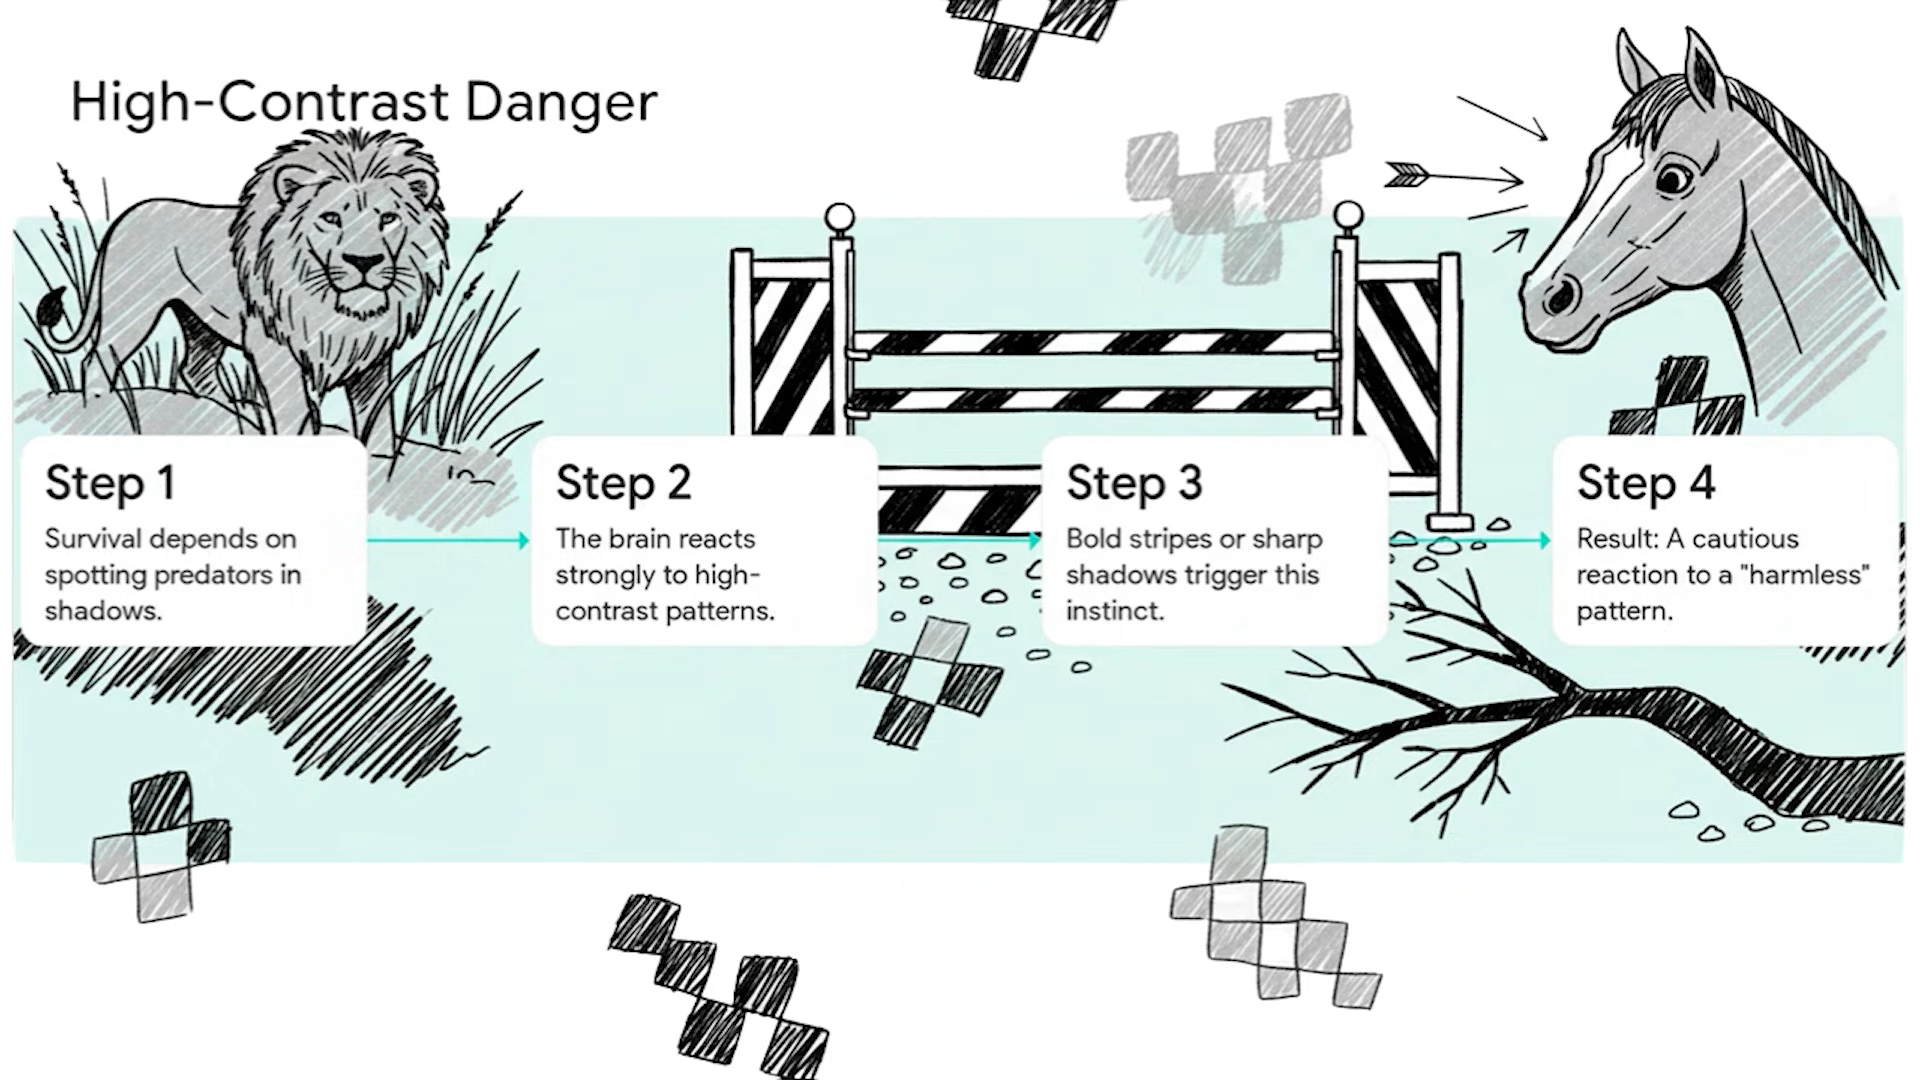 High-Contrast Danger
Step 1
Survival depends on
spotting predators in
shadows.
Step 2
The brain reacts
strongly to high-
contrast patterns.
Step 3
Bold stripes or sharp
shadows trigger this
instinct.
Step 4
Result: A cautious
reaction to a "harmless"
pattern.